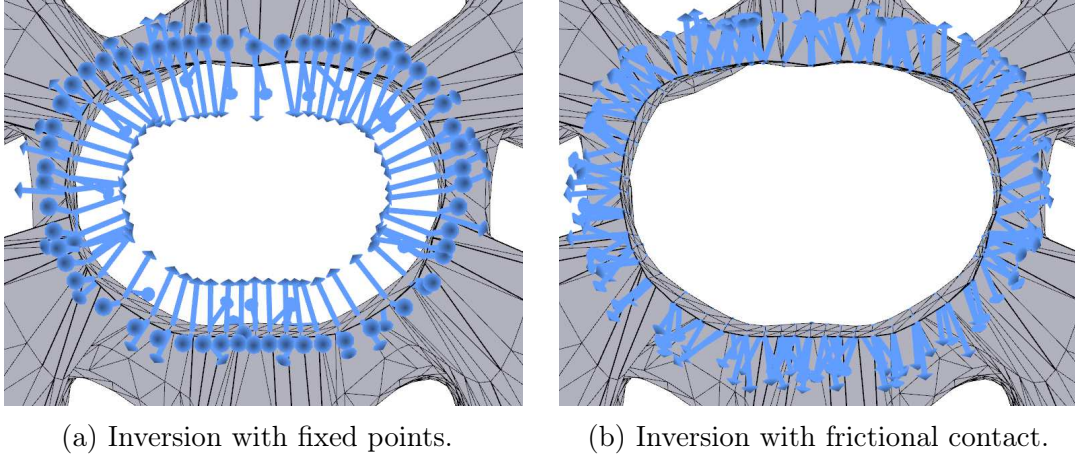 (a) Inversion with fixed points.
(b) Inversion with frictional contact.